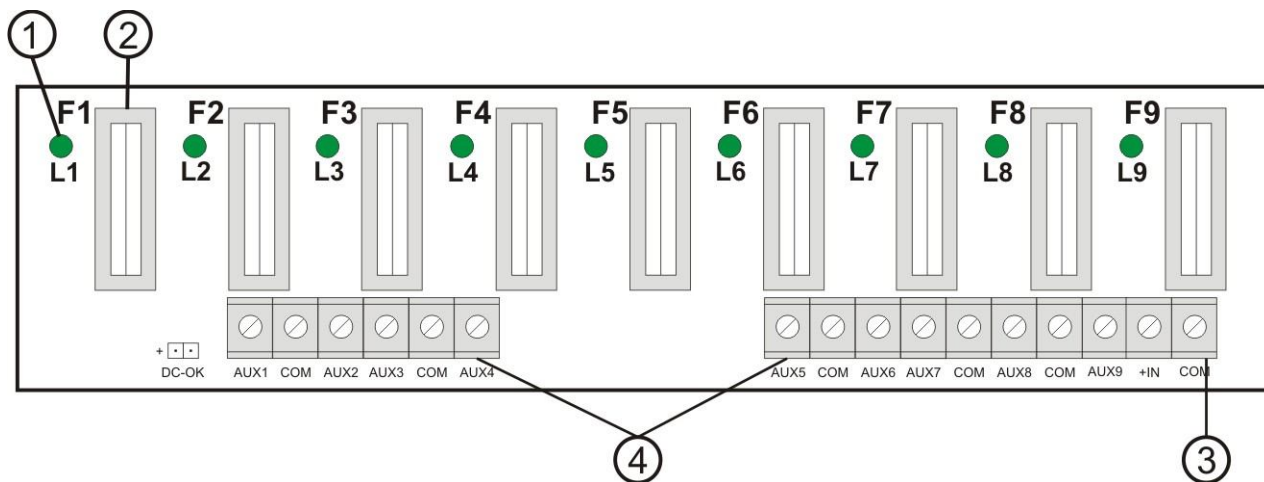 1 2
F1 F2 F3 F4 F5 F6 F7 F8 F9
L1 L2 L3 L4 L5 L6 L7 L8 L9
+
DC-OK AUX1 COM AUX2 AUX3 COM AUX4 AUX5 COM AUX6 AUX7 COM AUX8 COM AUX9 +IN COM
4 3